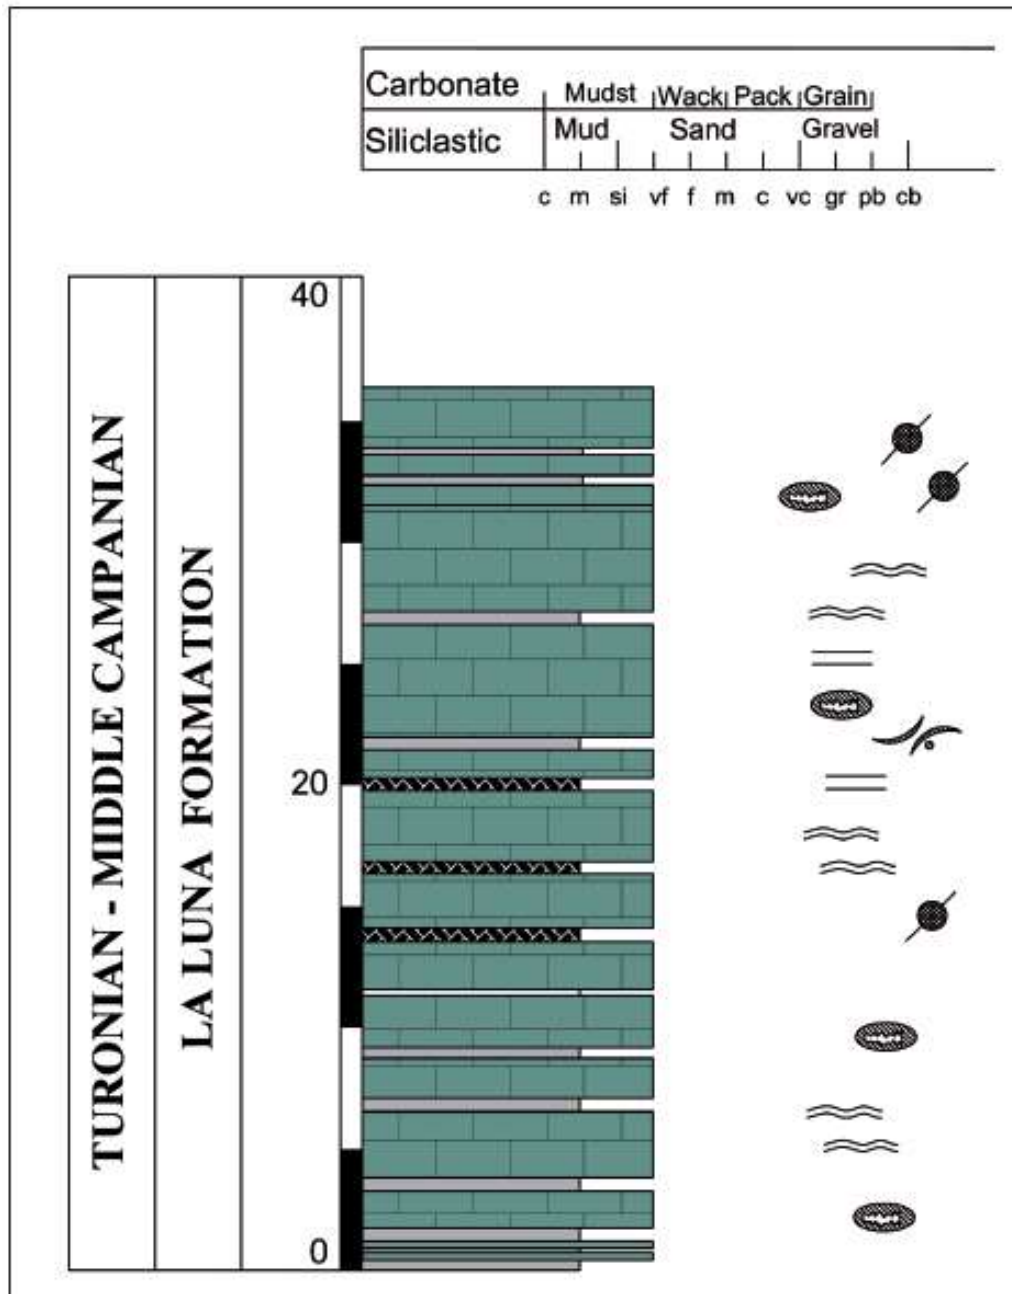 Carbonate Mudst Wack Pack Grain
Siliclastic Mud Sand Gravel
c m si vf f m c vc gr pb cb
40
20
0
TURONIAN - MIDDLE CAMPANIAN
LA LUNA FORMATION